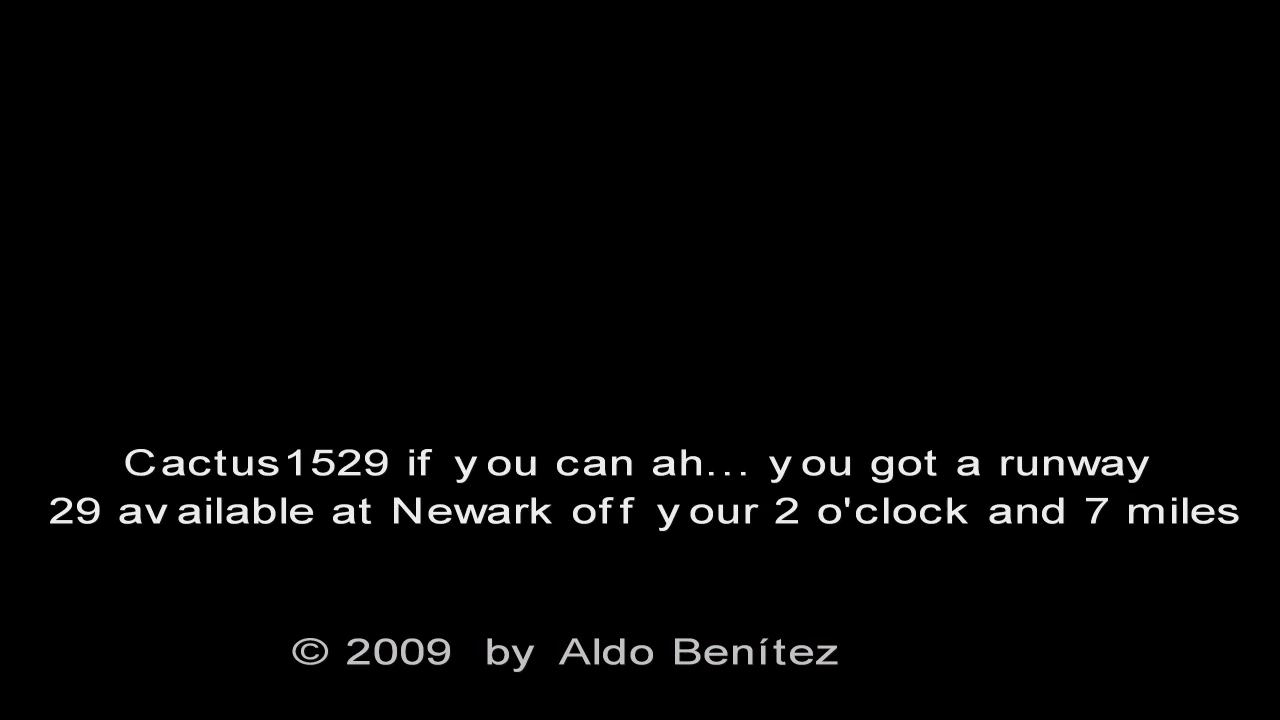 Cactus1529 if you can ah... you got a runway
29 available at Newark off your 2 o'clock and 7 miles
© 2009 by Aldo Benítez